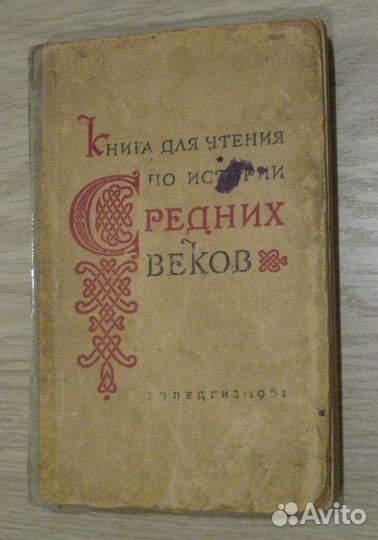 Книга для чтения
по истории
Средних
веков
учпедгиз·1951
Avito